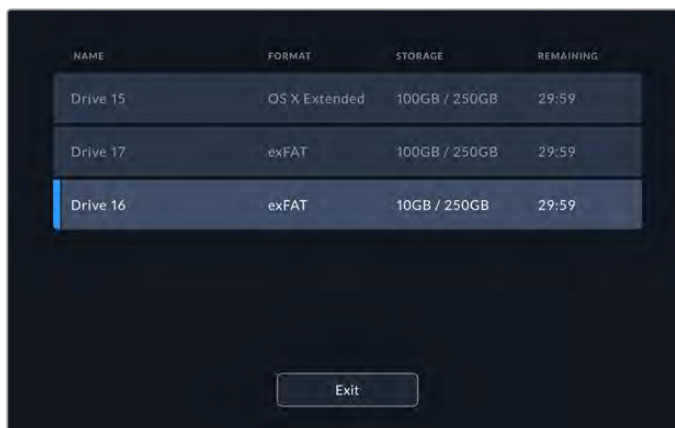 NAME FORMAT STORAGE REMAINING
Drive 15 OS X Extended 100GB / 250GB 29:59
Drive 17 exFAT 100GB / 250GB 29:59
Drive 16 exFAT 10GB / 250GB 29:59
Exit